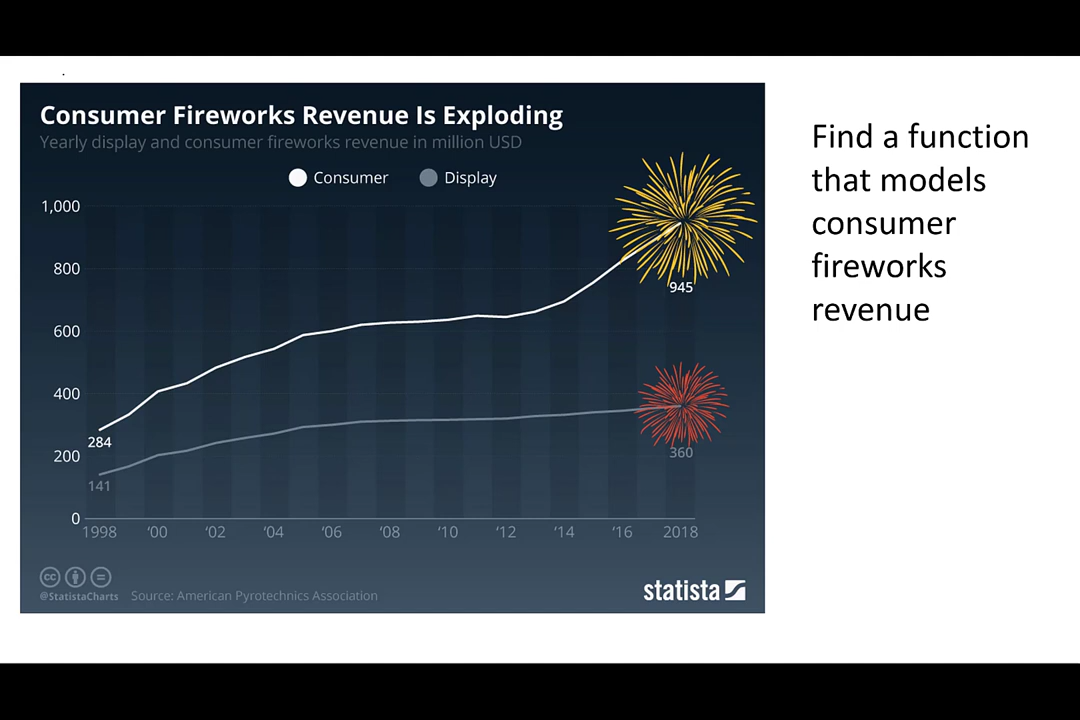 Consumer Fireworks Revenue Is Exploding
Yearly display and consumer fireworks revenue in million USD
Consumer Display
1,000
800
600
400
200
0
945
284
360
141
1998 '00 '02 '04 '06 '08 '10 '12 '14 '16 2018
cc
@StatistaCharts Source: American Pyrotechnics Association
statista
Find a function
that models
consumer
fireworks
revenue